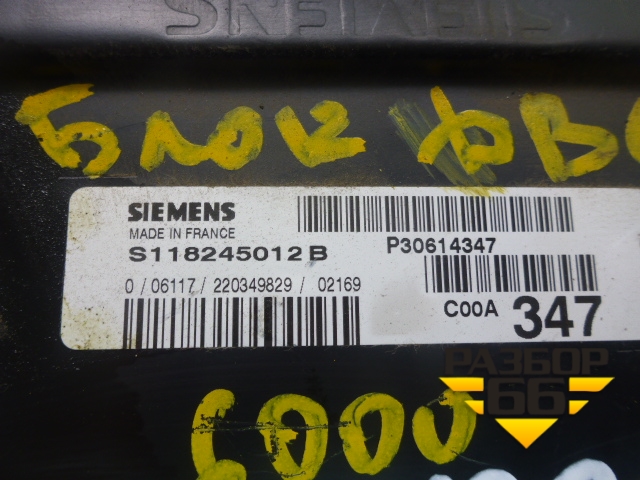 SIEMENS
БЛОК ДВС
SIEMENS
MADE IN FRANCE
S118245012 B
P30614347
0 / 06117 / 220349829 / 02169
C00A 347
РАЗБОР
66
6000